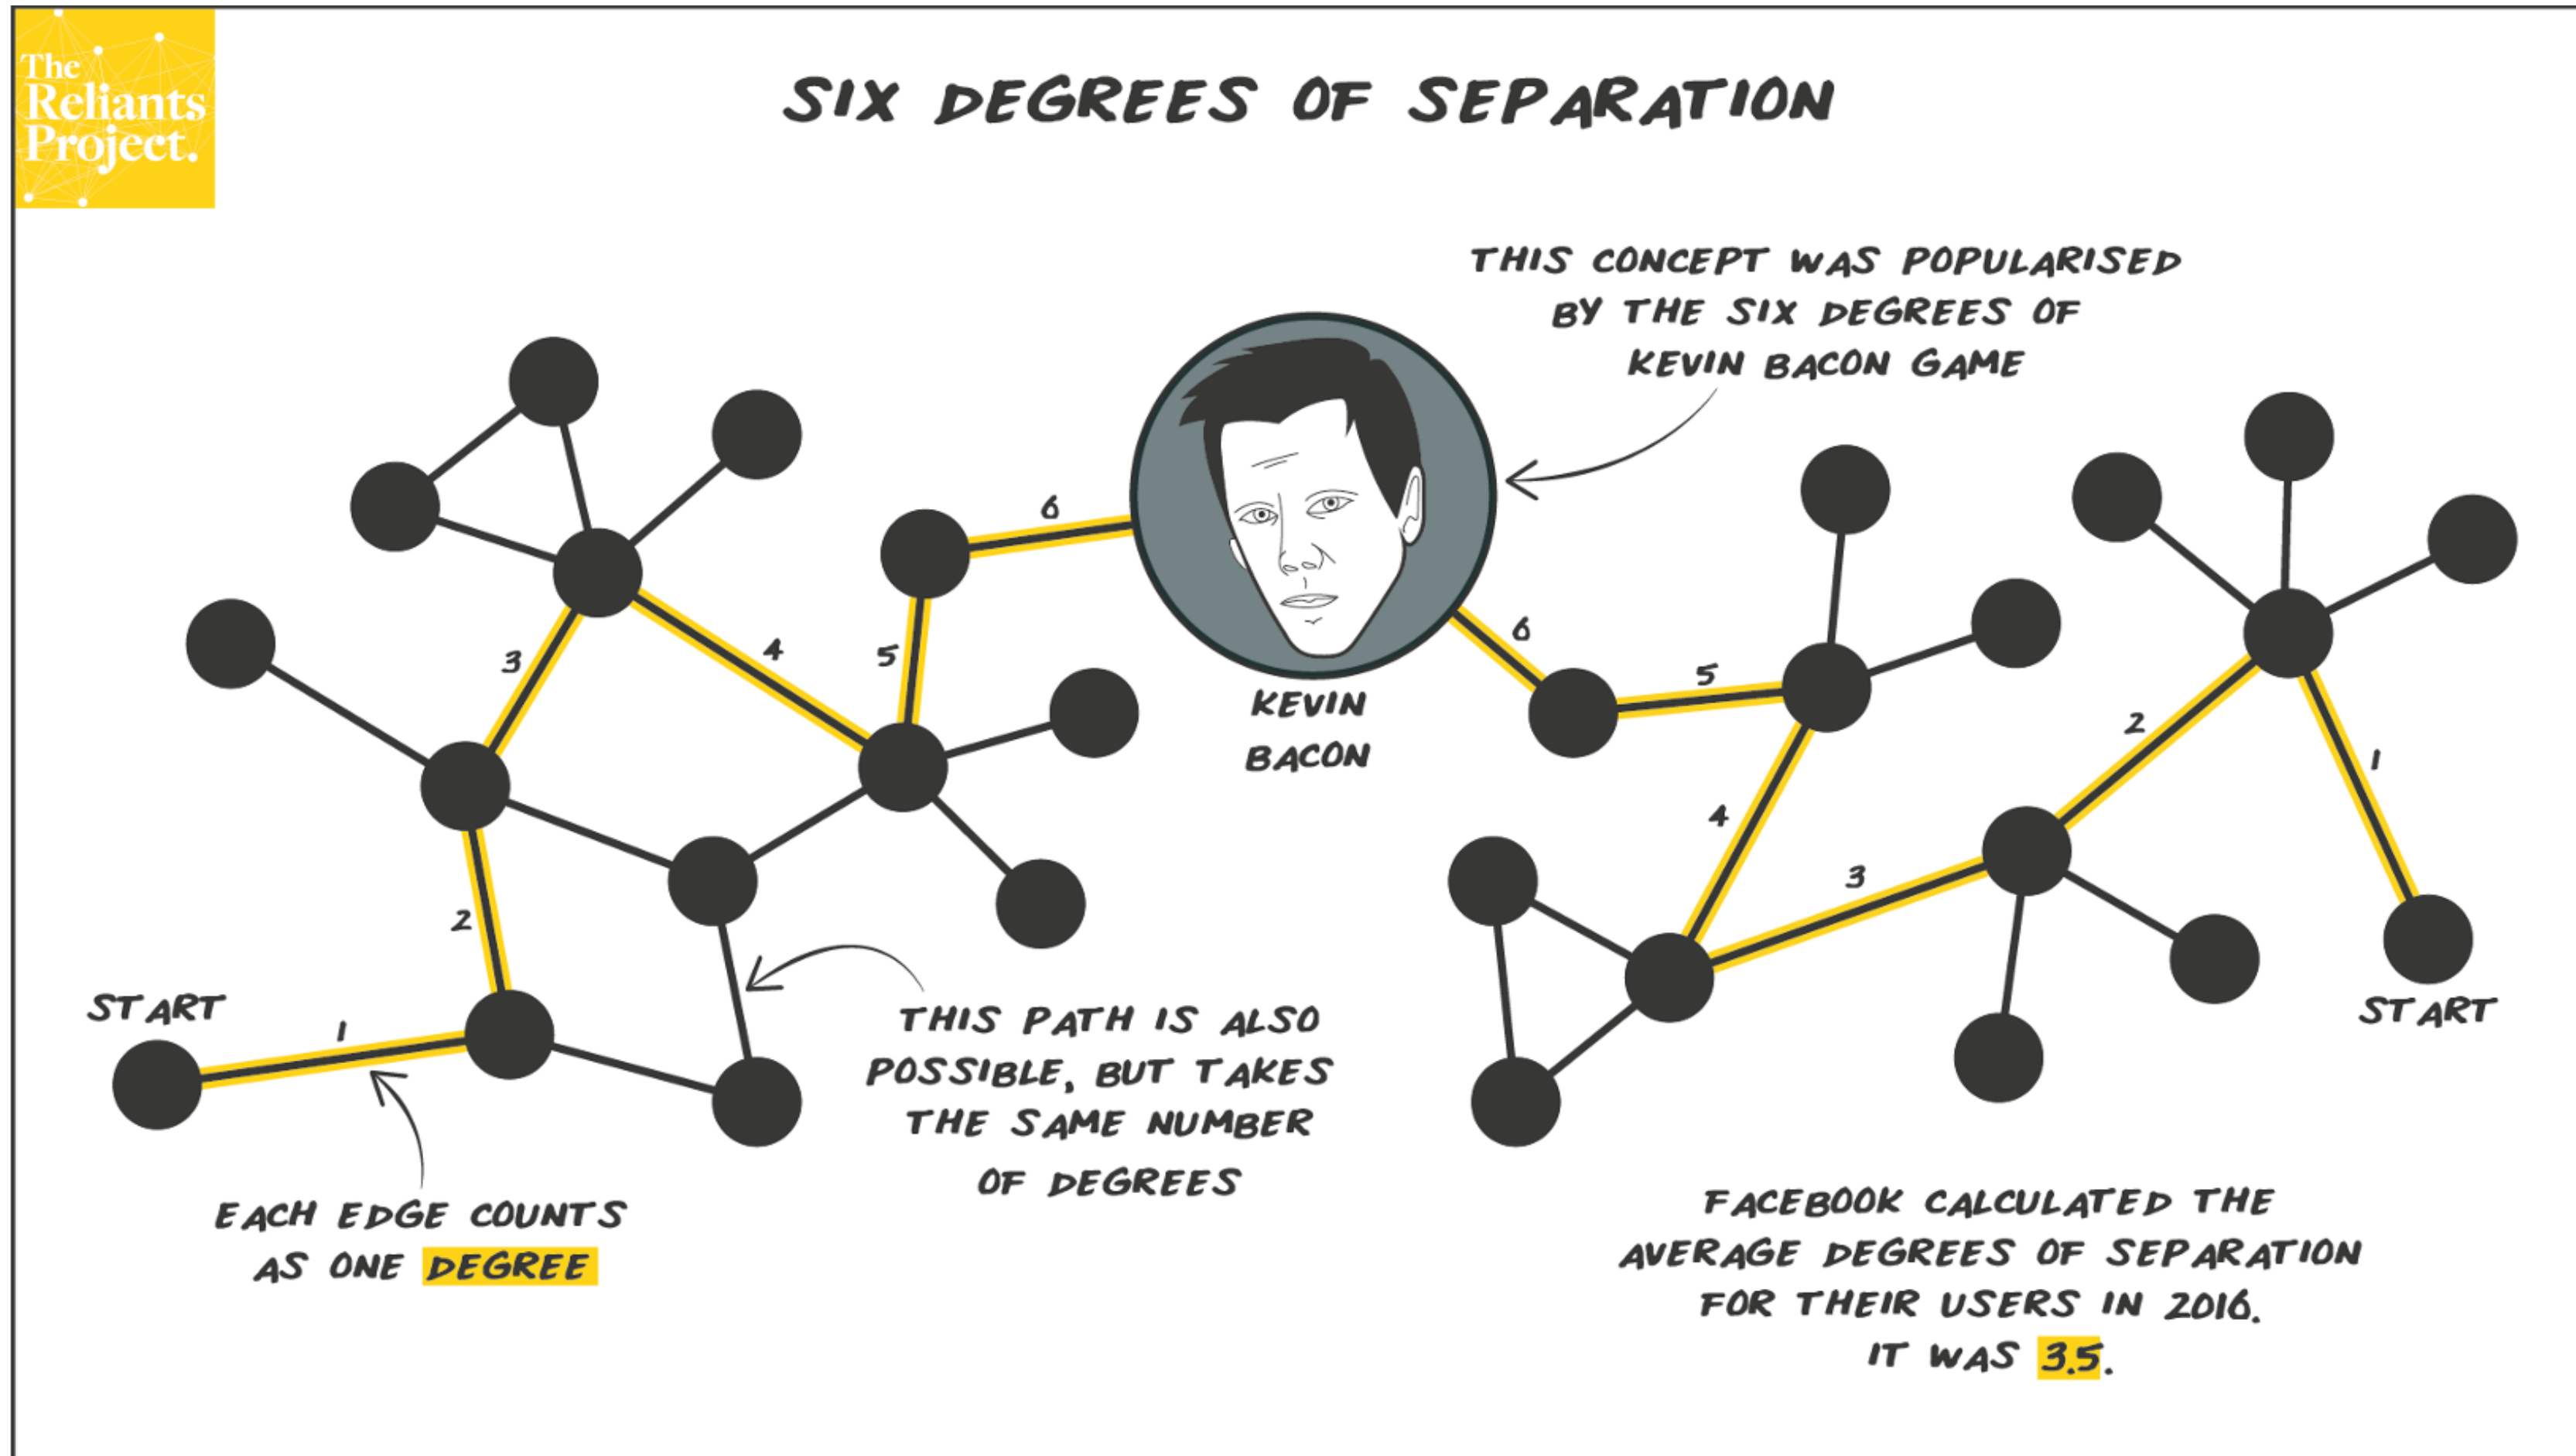 The
Reliants
Project.
SIX DEGREES OF SEPARATION
THIS CONCEPT WAS POPULARISED
BY THE SIX DEGREES OF
KEVIN BACON GAME
6
6
5
5
4
3
KEVIN
BACON
2
1
4
3
2
START
1
START
THIS PATH IS ALSO
POSSIBLE, BUT TAKES
THE SAME NUMBER
OF DEGREES
EACH EDGE COUNTS
AS ONE DEGREE
FACEBOOK CALCULATED THE
AVERAGE DEGREES OF SEPARATION
FOR THEIR USERS IN 2016.
IT WAS 3.5.